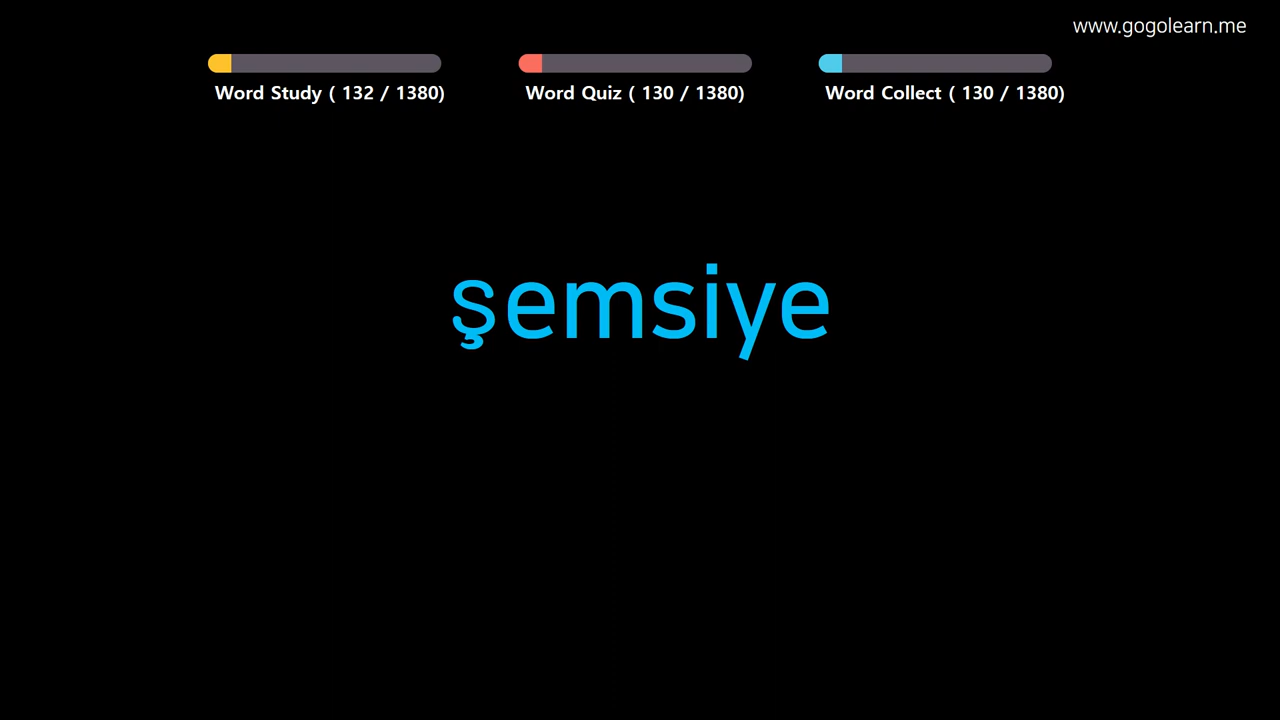 www.gogolearn.me
Word Study ( 132 / 1380)
Word Quiz ( 130 / 1380)
Word Collect ( 130 / 1380)
şemsiye